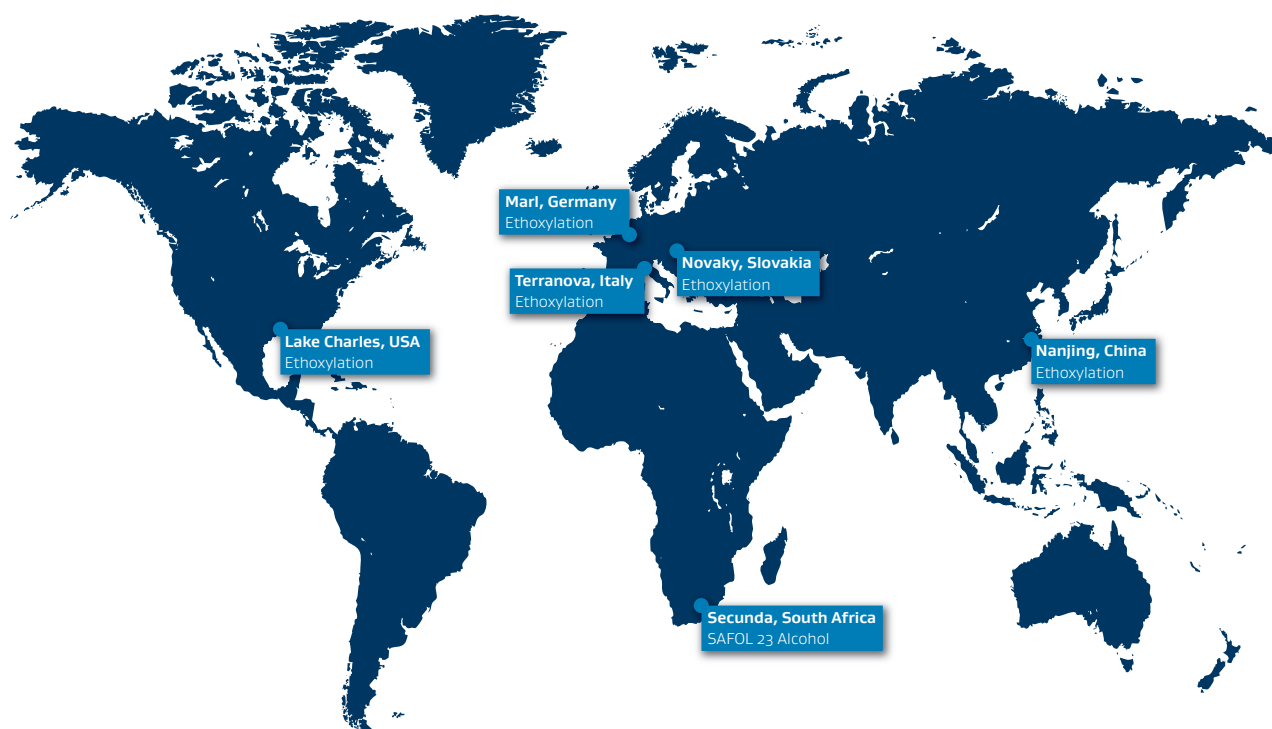 Marl, Germany
Ethoxylation
Novaky, Slovakia
Ethoxylation
Terranova, Italy
Ethoxylation
Lake Charles, USA
Ethoxylation
Nanjing, China
Ethoxylation
Secunda, South Africa
SAFOL 23 Alcohol